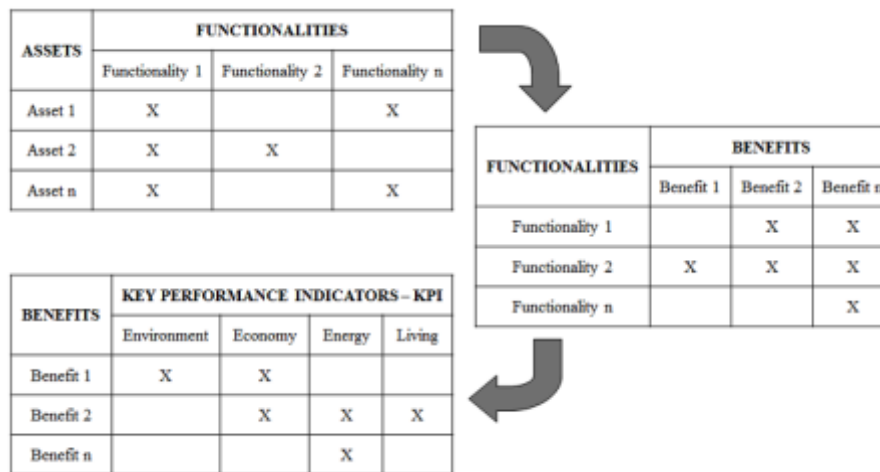 ASSETS FUNCTIONALITIES
Functionality 1 Functionality 2 Functionality n
Asset 1 X X
Asset 2 X X
Asset n X X
FUNCTIONALITIES BENEFITS
Benefit 1 Benefit 2 Benefit n
Functionality 1 X X
Functionality 2 X X X
Functionality n X
BENEFITS KEY PERFORMANCE INDICATORS – KPI
Environment Economy Energy Living
Benefit 1 X X
Benefit 2 X X X
Benefit n X